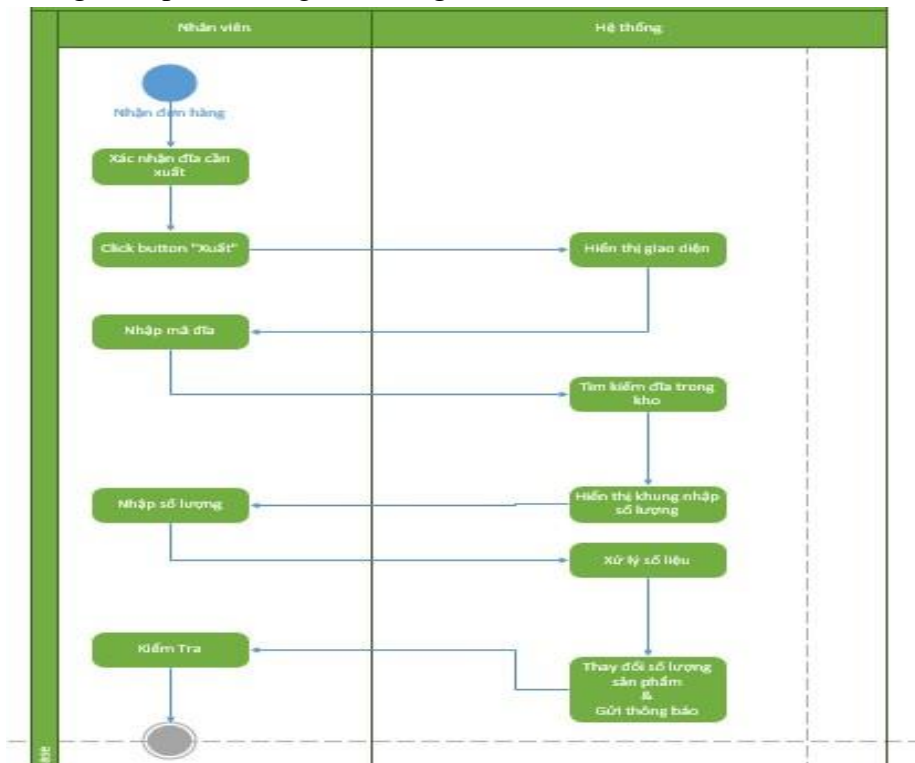 Nhân viên
Hệ thống
Nhận đơn hàng
Xác nhận đĩa cần
xuất
Click button "Xuất"
Hiển thị giao diện
Nhập mã đĩa
Tìm kiếm đĩa trong
kho
Hiển thị khung nhập
số lượng
Nhập số lượng
Xử lý số liệu
Kiểm Tra
Thay đổi số lượng
sản phẩm
&
Gửi thông báo